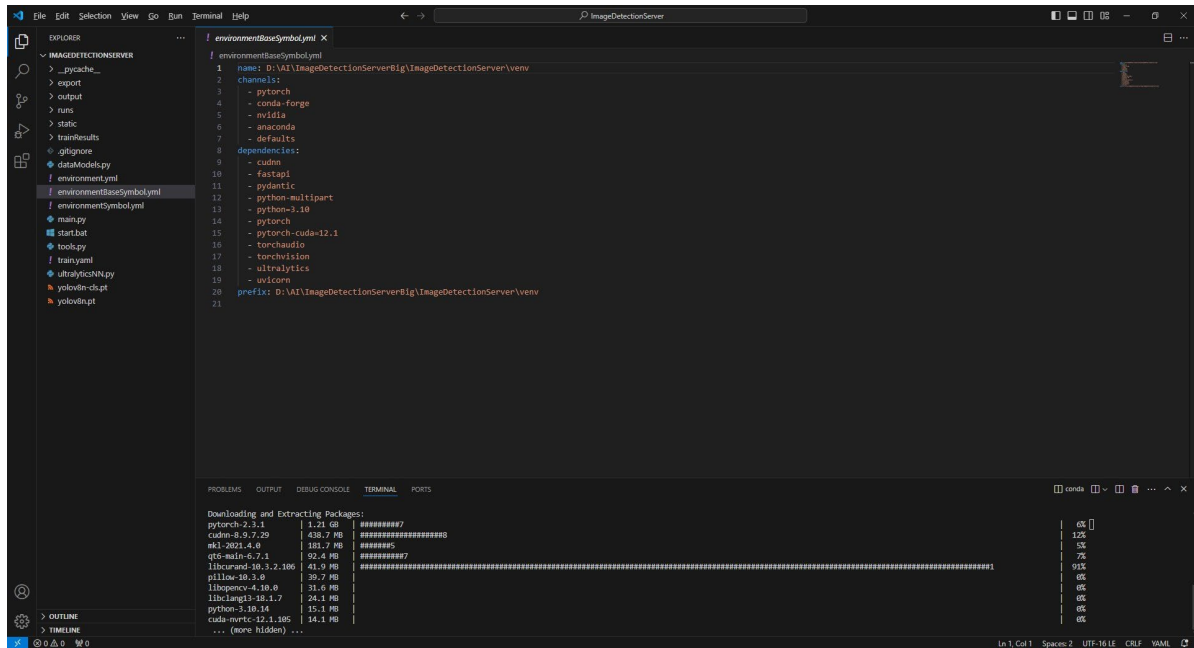 File Edit Selection View Go Run Terminal Help
ImageDetectionServer
EXPLORER
IMAGEDETECTIONSERVER
__pycache__
export
output
runs
static
trainResults
.gitignore
dataModels.py
environment.yml
environmentBaseSymbol.yml
environmentSymbol.yml
main.py
start.bat
tools.py
train.yaml
ultralyticsNN.py
yolov8n-cls.pt
yolov8n.pt
OUTLINE
TIMELINE
! environmentBaseSymbol.yml
! environmentBaseSymbol.yml
1 name: D:\AI\ImageDetectionServerBig\ImageDetectionServer\venv
2 channels:
3 - pytorch
4 - conda-forge
5 - nvidia
6 - anaconda
7 - defaults
8 dependencies:
9 - cudnn
10 - fastapi
11 - pydantic
12 - python-multipart
13 - python=3.10
14 - pytorch
15 - pytorch-cuda=12.1
16 - torchaudio
17 - torchvision
18 - ultralytics
19 - uvicorn
20 prefix: D:\AI\ImageDetectionServerBig\ImageDetectionServer\venv
21
PROBLEMS OUTPUT DEBUG CONSOLE TERMINAL PORTS
conda
Downloading and Extracting Packages:
pytorch-2.3.1 | 1.21 GB | #########7 | 6%
cudnn-8.9.7.29 | 438.7 MB | ###################8 | 12%
mkl-2021.4.0 | 181.7 MB | #######5 | 5%
qt6-main-6.7.1 | 92.4 MB | ##########7 | 7%
libcurand-10.3.2.106 | 41.9 MB | ##################################################################################################################################################1 | 91%
pillow-10.3.0 | 39.7 MB | | 0%
libopencv-4.10.0 | 31.6 MB | | 0%
libclang13-18.1.7 | 24.1 MB | | 0%
python-3.10.14 | 15.1 MB | | 0%
cuda-nvrtc-12.1.105 | 14.1 MB | | 0%
... (more hidden) ...
0 0 0 Ln 1, Col 1 Spaces: 2 UTF-16 LE CRLF YAML